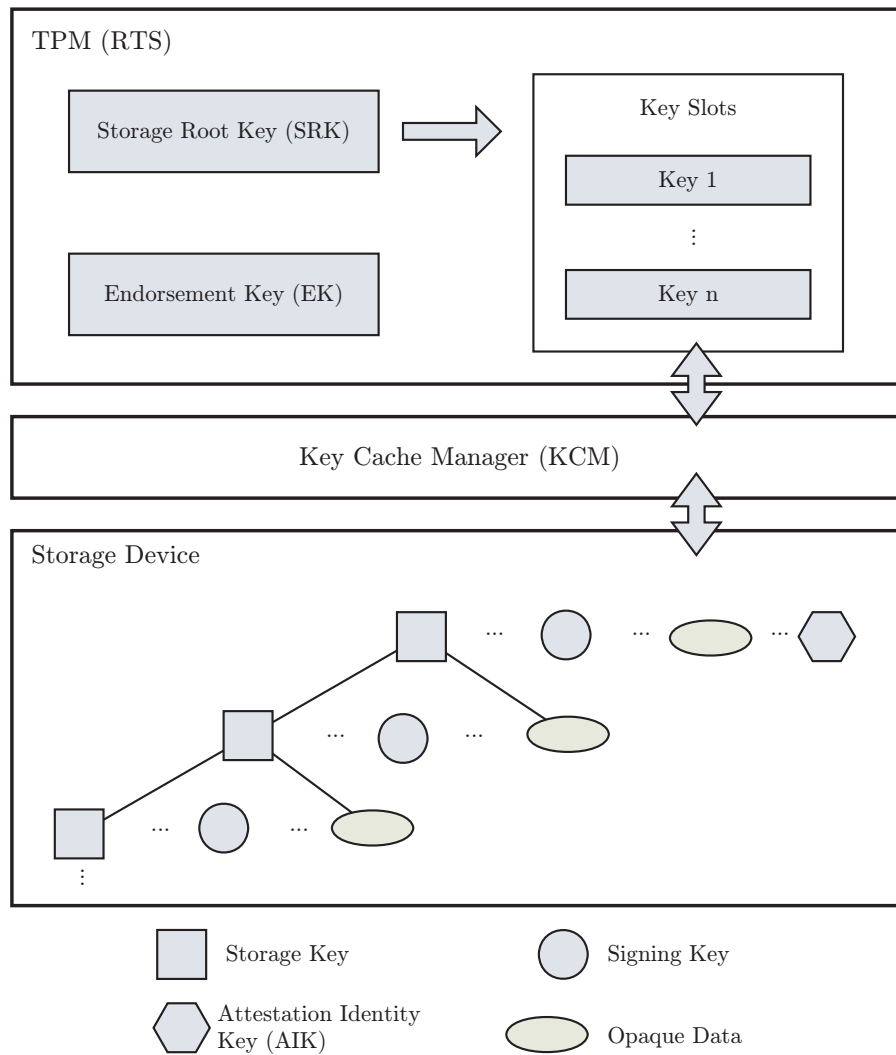 TPM (RTS)
Storage Root Key (SRK)
Key Slots
Key 1
⋮
Endorsement Key (EK)
Key n
Key Cache Manager (KCM)
Storage Device
... ... ...
... ...
... ...
⋮
Storage Key
Signing Key
Attestation Identity
Key (AIK)
Opaque Data